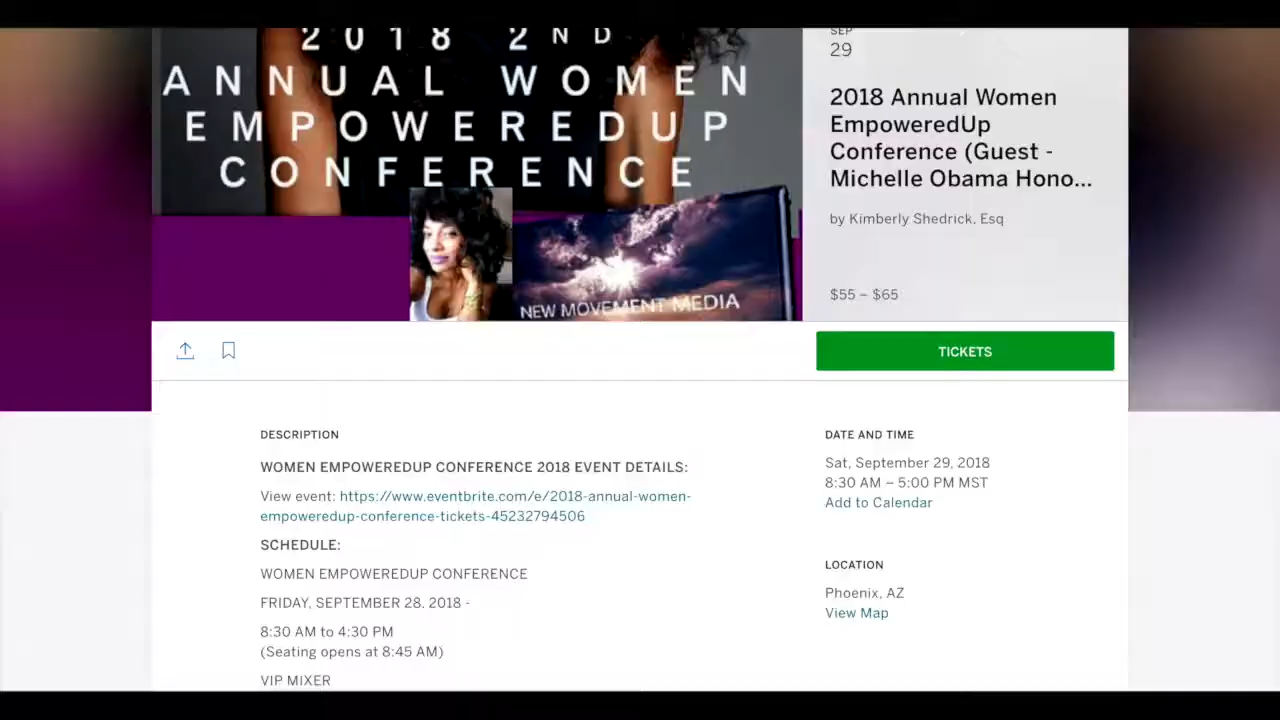 2018 2ND
ANNUAL WOMEN
EMPOWEREDUP
CONFERENCE
NEW MOVEMENT MEDIA
SEP
29
2018 Annual Women
EmpoweredUp
Conference (Guest -
Michelle Obama Hono...
by Kimberly Shedrick, Esq
$55 – $65
TICKETS
DESCRIPTION
WOMEN EMPOWEREDUP CONFERENCE 2018 EVENT DETAILS:
View event: https://www.eventbrite.com/e/2018-annual-women-
empoweredup-conference-tickets-45232794506
SCHEDULE:
WOMEN EMPOWEREDUP CONFERENCE
FRIDAY, SEPTEMBER 28, 2018 -
8:30 AM to 4:30 PM
(Seating opens at 8:45 AM)
VIP MIXER
DATE AND TIME
Sat, September 29, 2018
8:30 AM – 5:00 PM MST
Add to Calendar
LOCATION
Phoenix, AZ
View Map